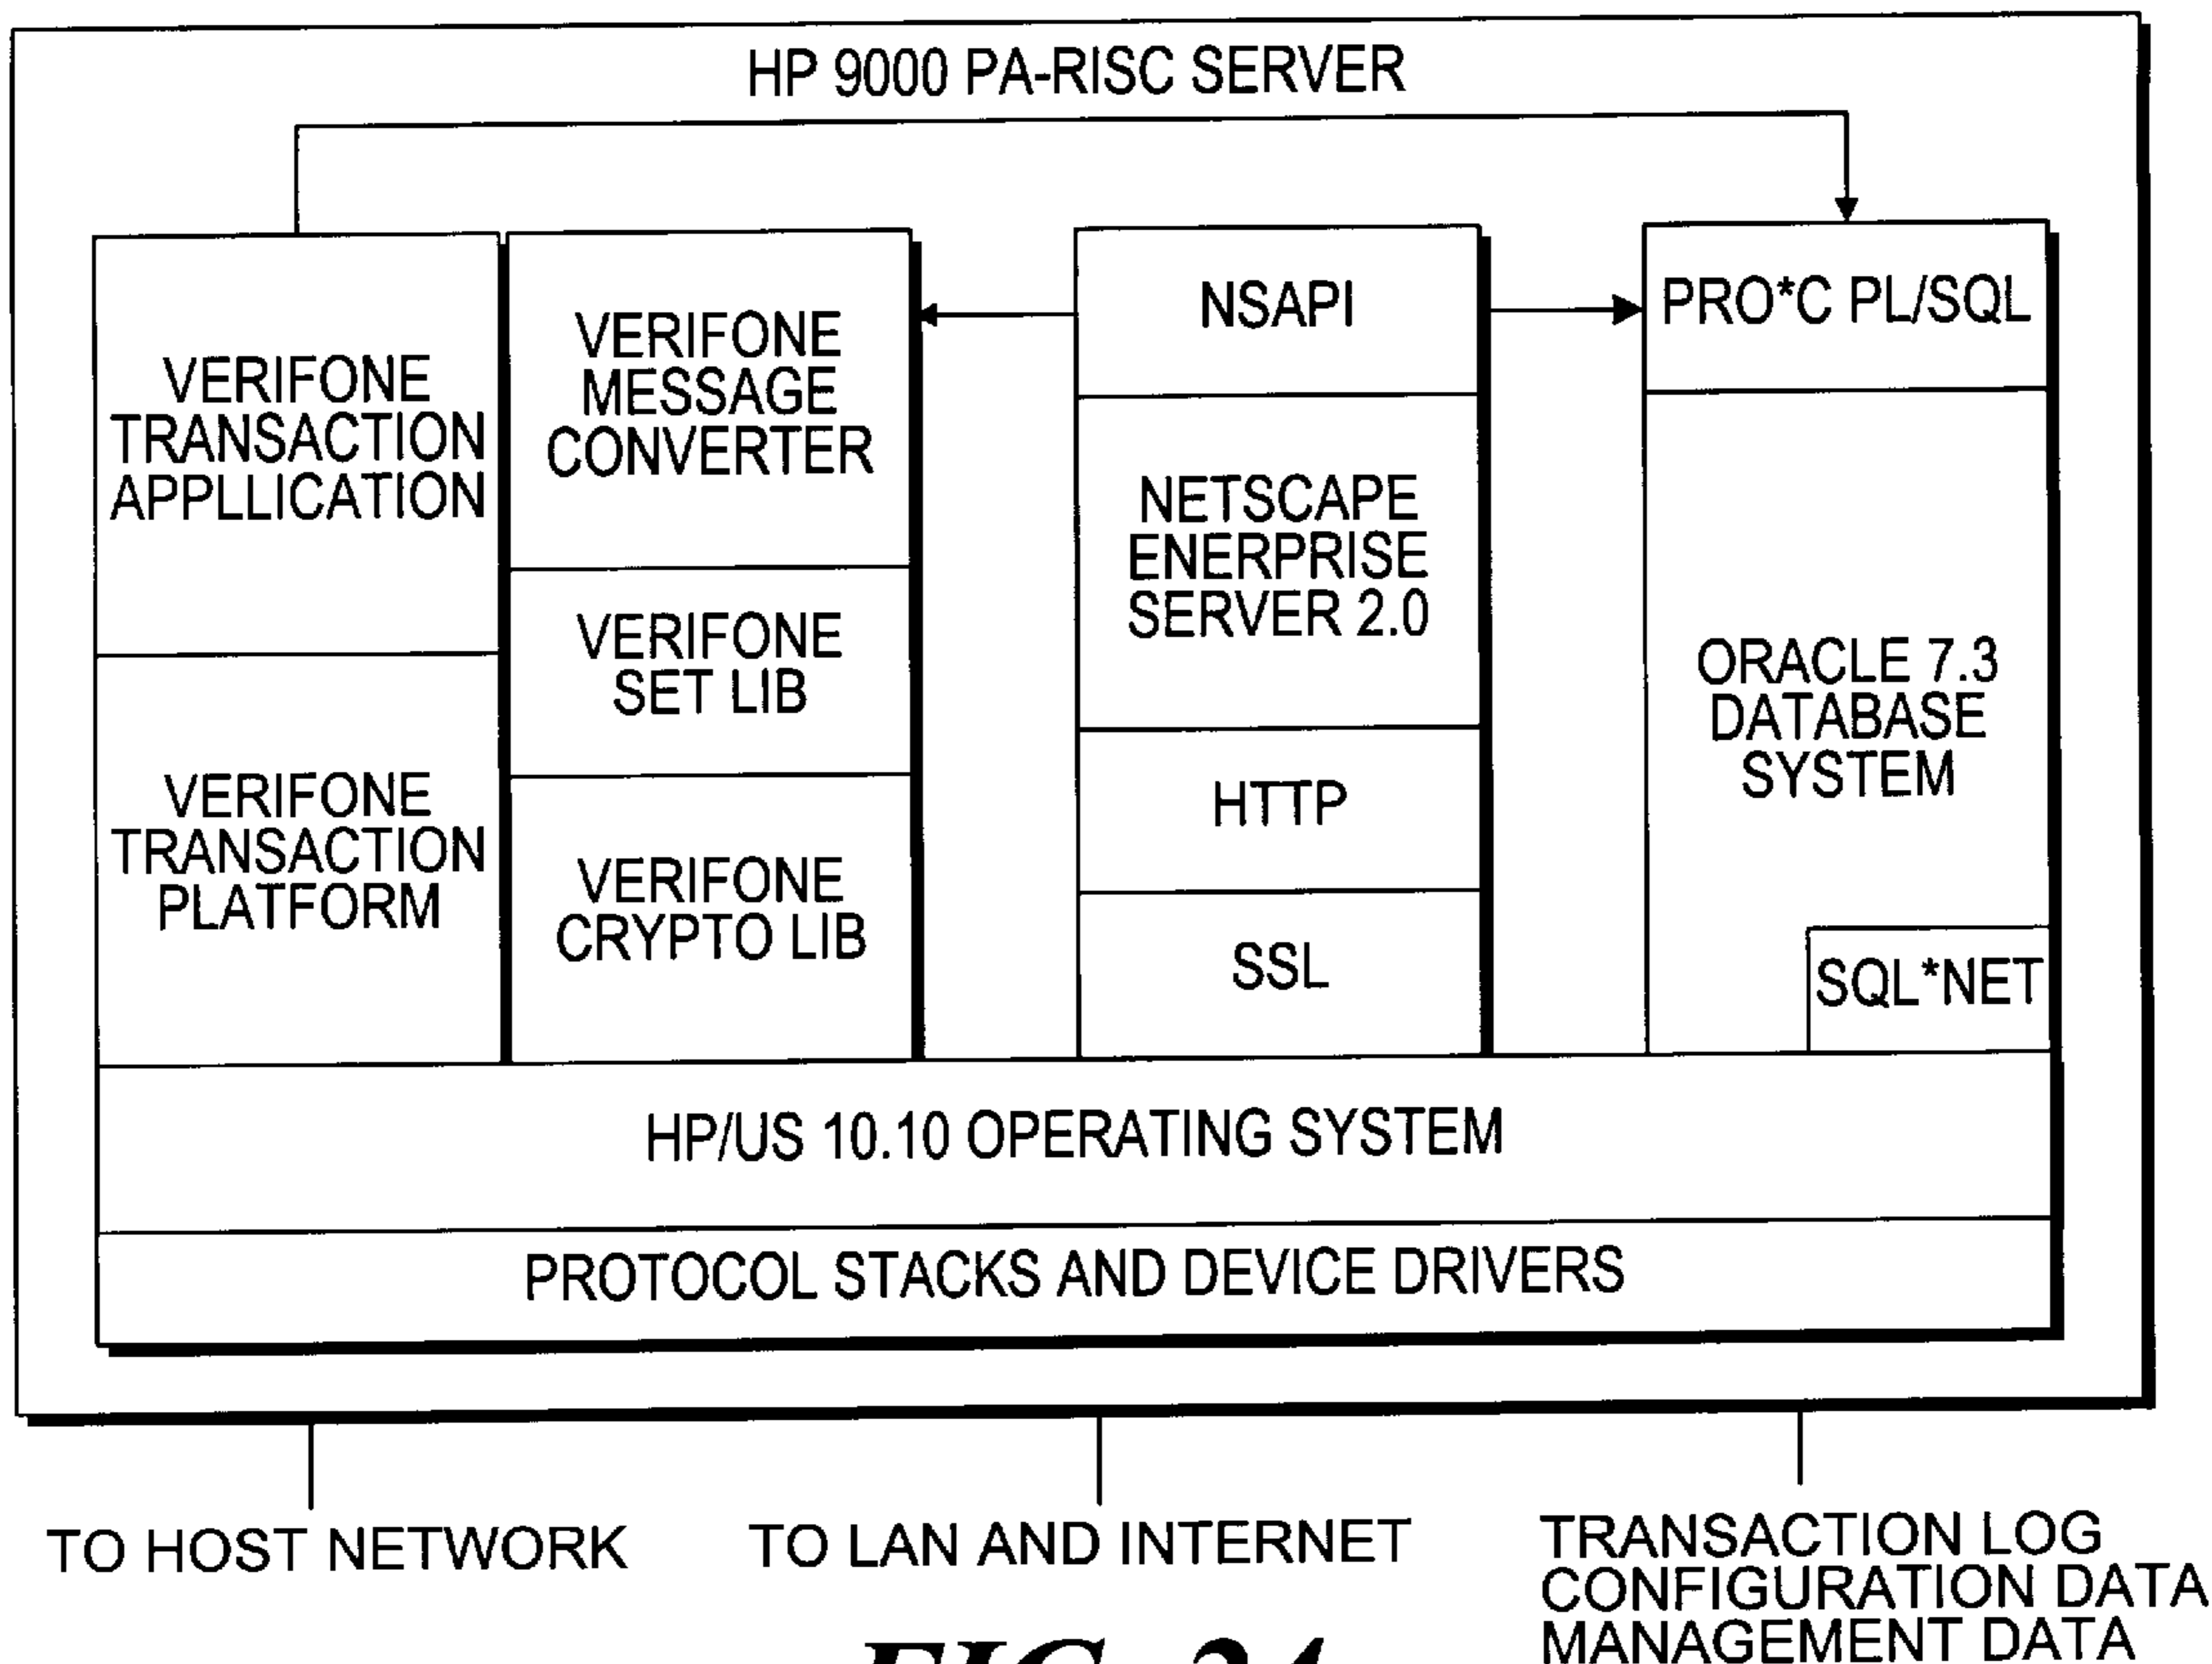 HP 9000 PA-RISC SERVER
VERIFONE
TRANSACTION
APPLLICATION
VERIFONE
TRANSACTION
PLATFORM
VERIFONE
MESSAGE
CONVERTER
VERIFONE
SET LIB
VERIFONE
CRYPTO LIB
NSAPI
NETSCAPE
ENERPRISE
SERVER 2.0
HTTP
SSL
PRO*C PL/SQL
ORACLE 7.3
DATABASE
SYSTEM
SQL*NET
HP/US 10.10 OPERATING SYSTEM
PROTOCOL STACKS AND DEVICE DRIVERS
TO HOST NETWORK
TO LAN AND INTERNET
TRANSACTION LOG
CONFIGURATION DATA
MANAGEMENT DATA